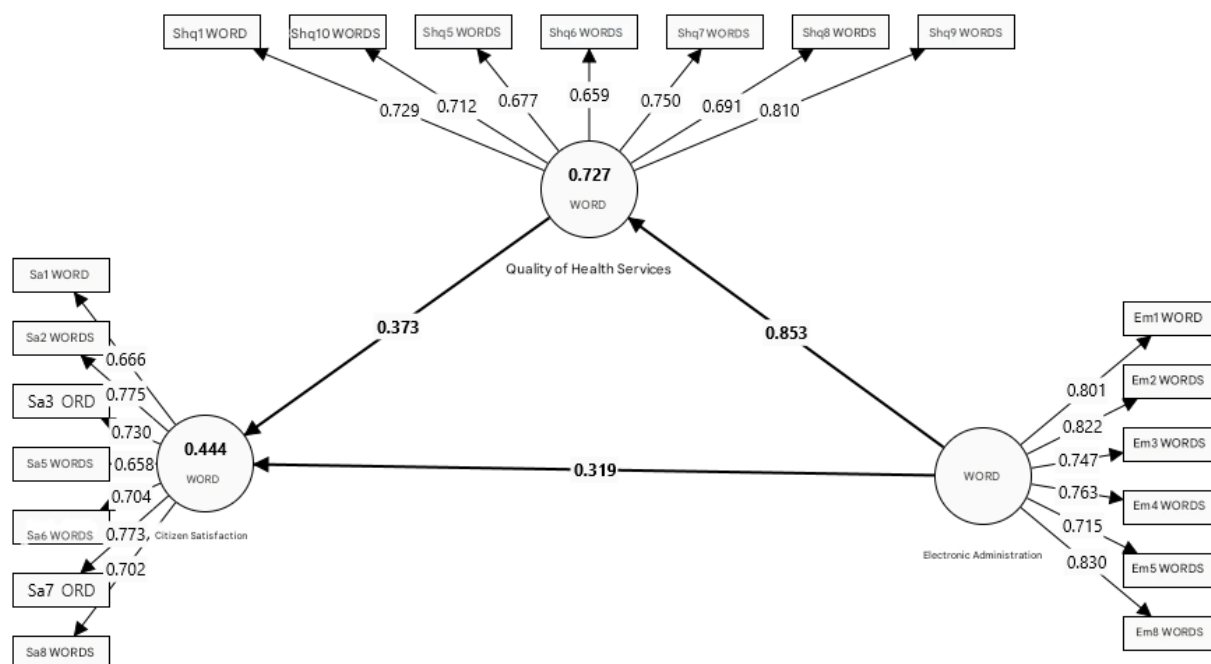 Shq1 WORD
Shq10 WORDS
Shq5 WORDS
Shq6 WORDS
Shq7 WORDS
Shq8 WORDS
Shq9 WORDS
0.729
0.712
0.677
0.659
0.750
0.691
0.810
0.727
WORD
Quality of Health Services
Sa1 WORD
Sa2 WORDS
Sa3 ORD
Sa5 WORDS
Sa6 WORDS
Sa7 ORD
Sa8 WORDS
0.666
0.775
0.730
0.658
0.704
0.773
0.702
0.444
WORD
Citizen Satisfaction
0.373
0.853
0.319
WORD
Electronic Administration
0.801
0.822
0.747
0.763
0.715
0.830
Em1 WORD
Em2 WORDS
Em3 WORDS
Em4 WORDS
Em5 WORDS
Em8 WORDS